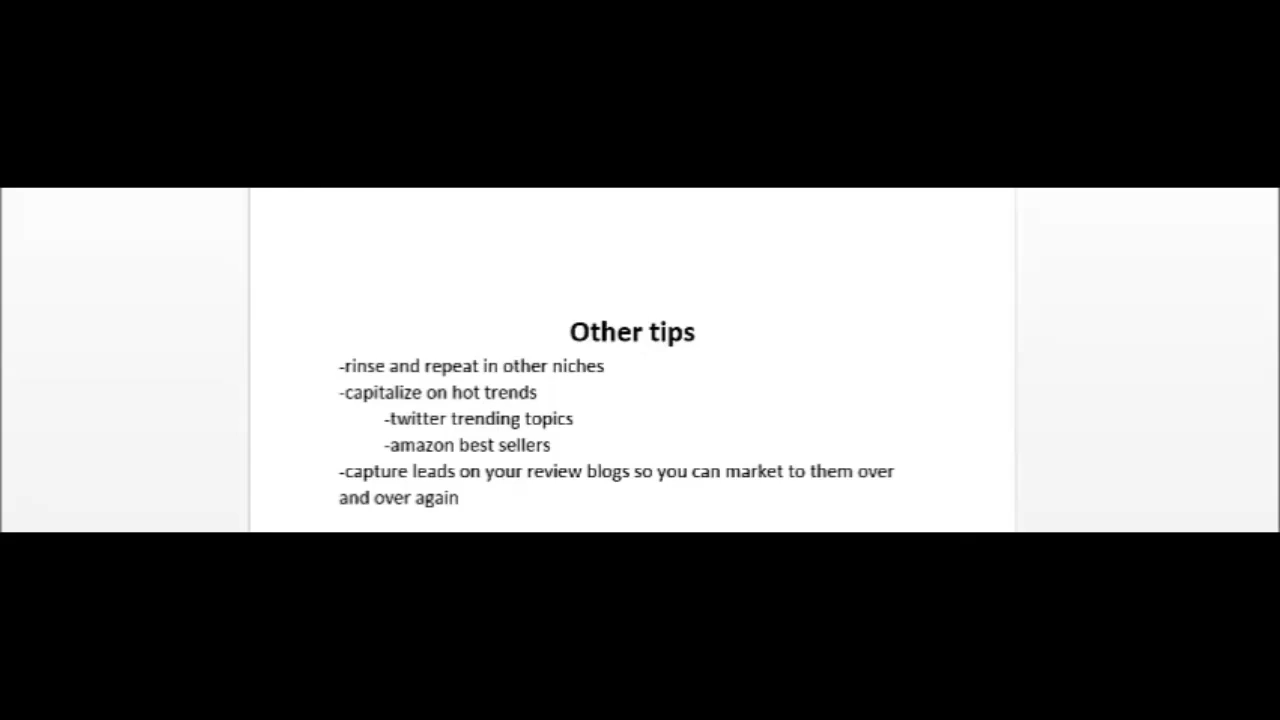 Other tips
-rinse and repeat in other niches
-capitalize on hot trends
-twitter trending topics
-amazon best sellers
-capture leads on your review blogs so you can market to them over
and over again